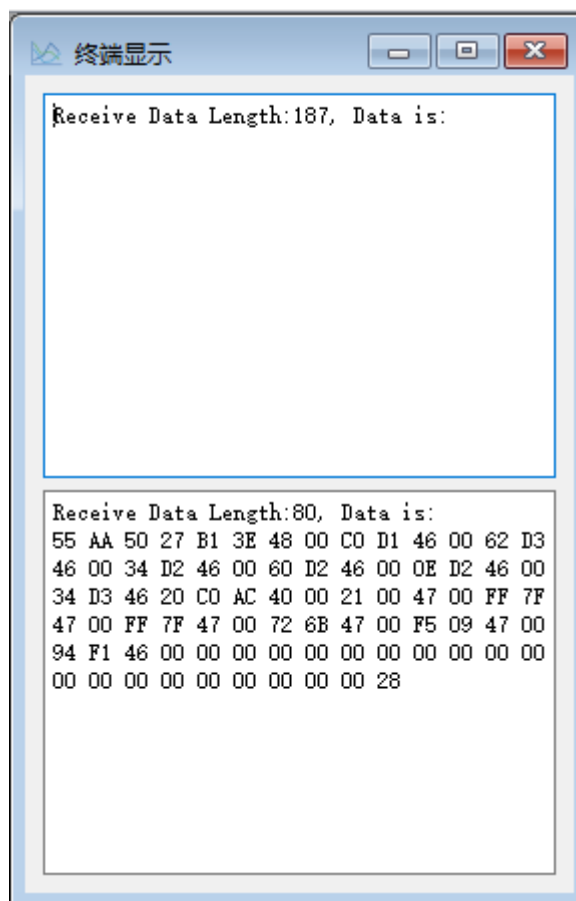 终端显示
Receive Data Length:187, Data is:
Receive Data Length:80, Data is:
55 AA 50 27 B1 3E 48 00 C0 D1 46 00 62 D3
46 00 34 D2 46 00 60 D2 46 00 0E D2 46 00
34 D3 46 20 C0 AC 40 00 21 00 47 00 FF 7F
47 00 FF 7F 47 00 72 6B 47 00 F5 09 47 00
94 F1 46 00 00 00 00 00 00 00 00 00 00 00
00 00 00 00 00 00 00 00 00 28